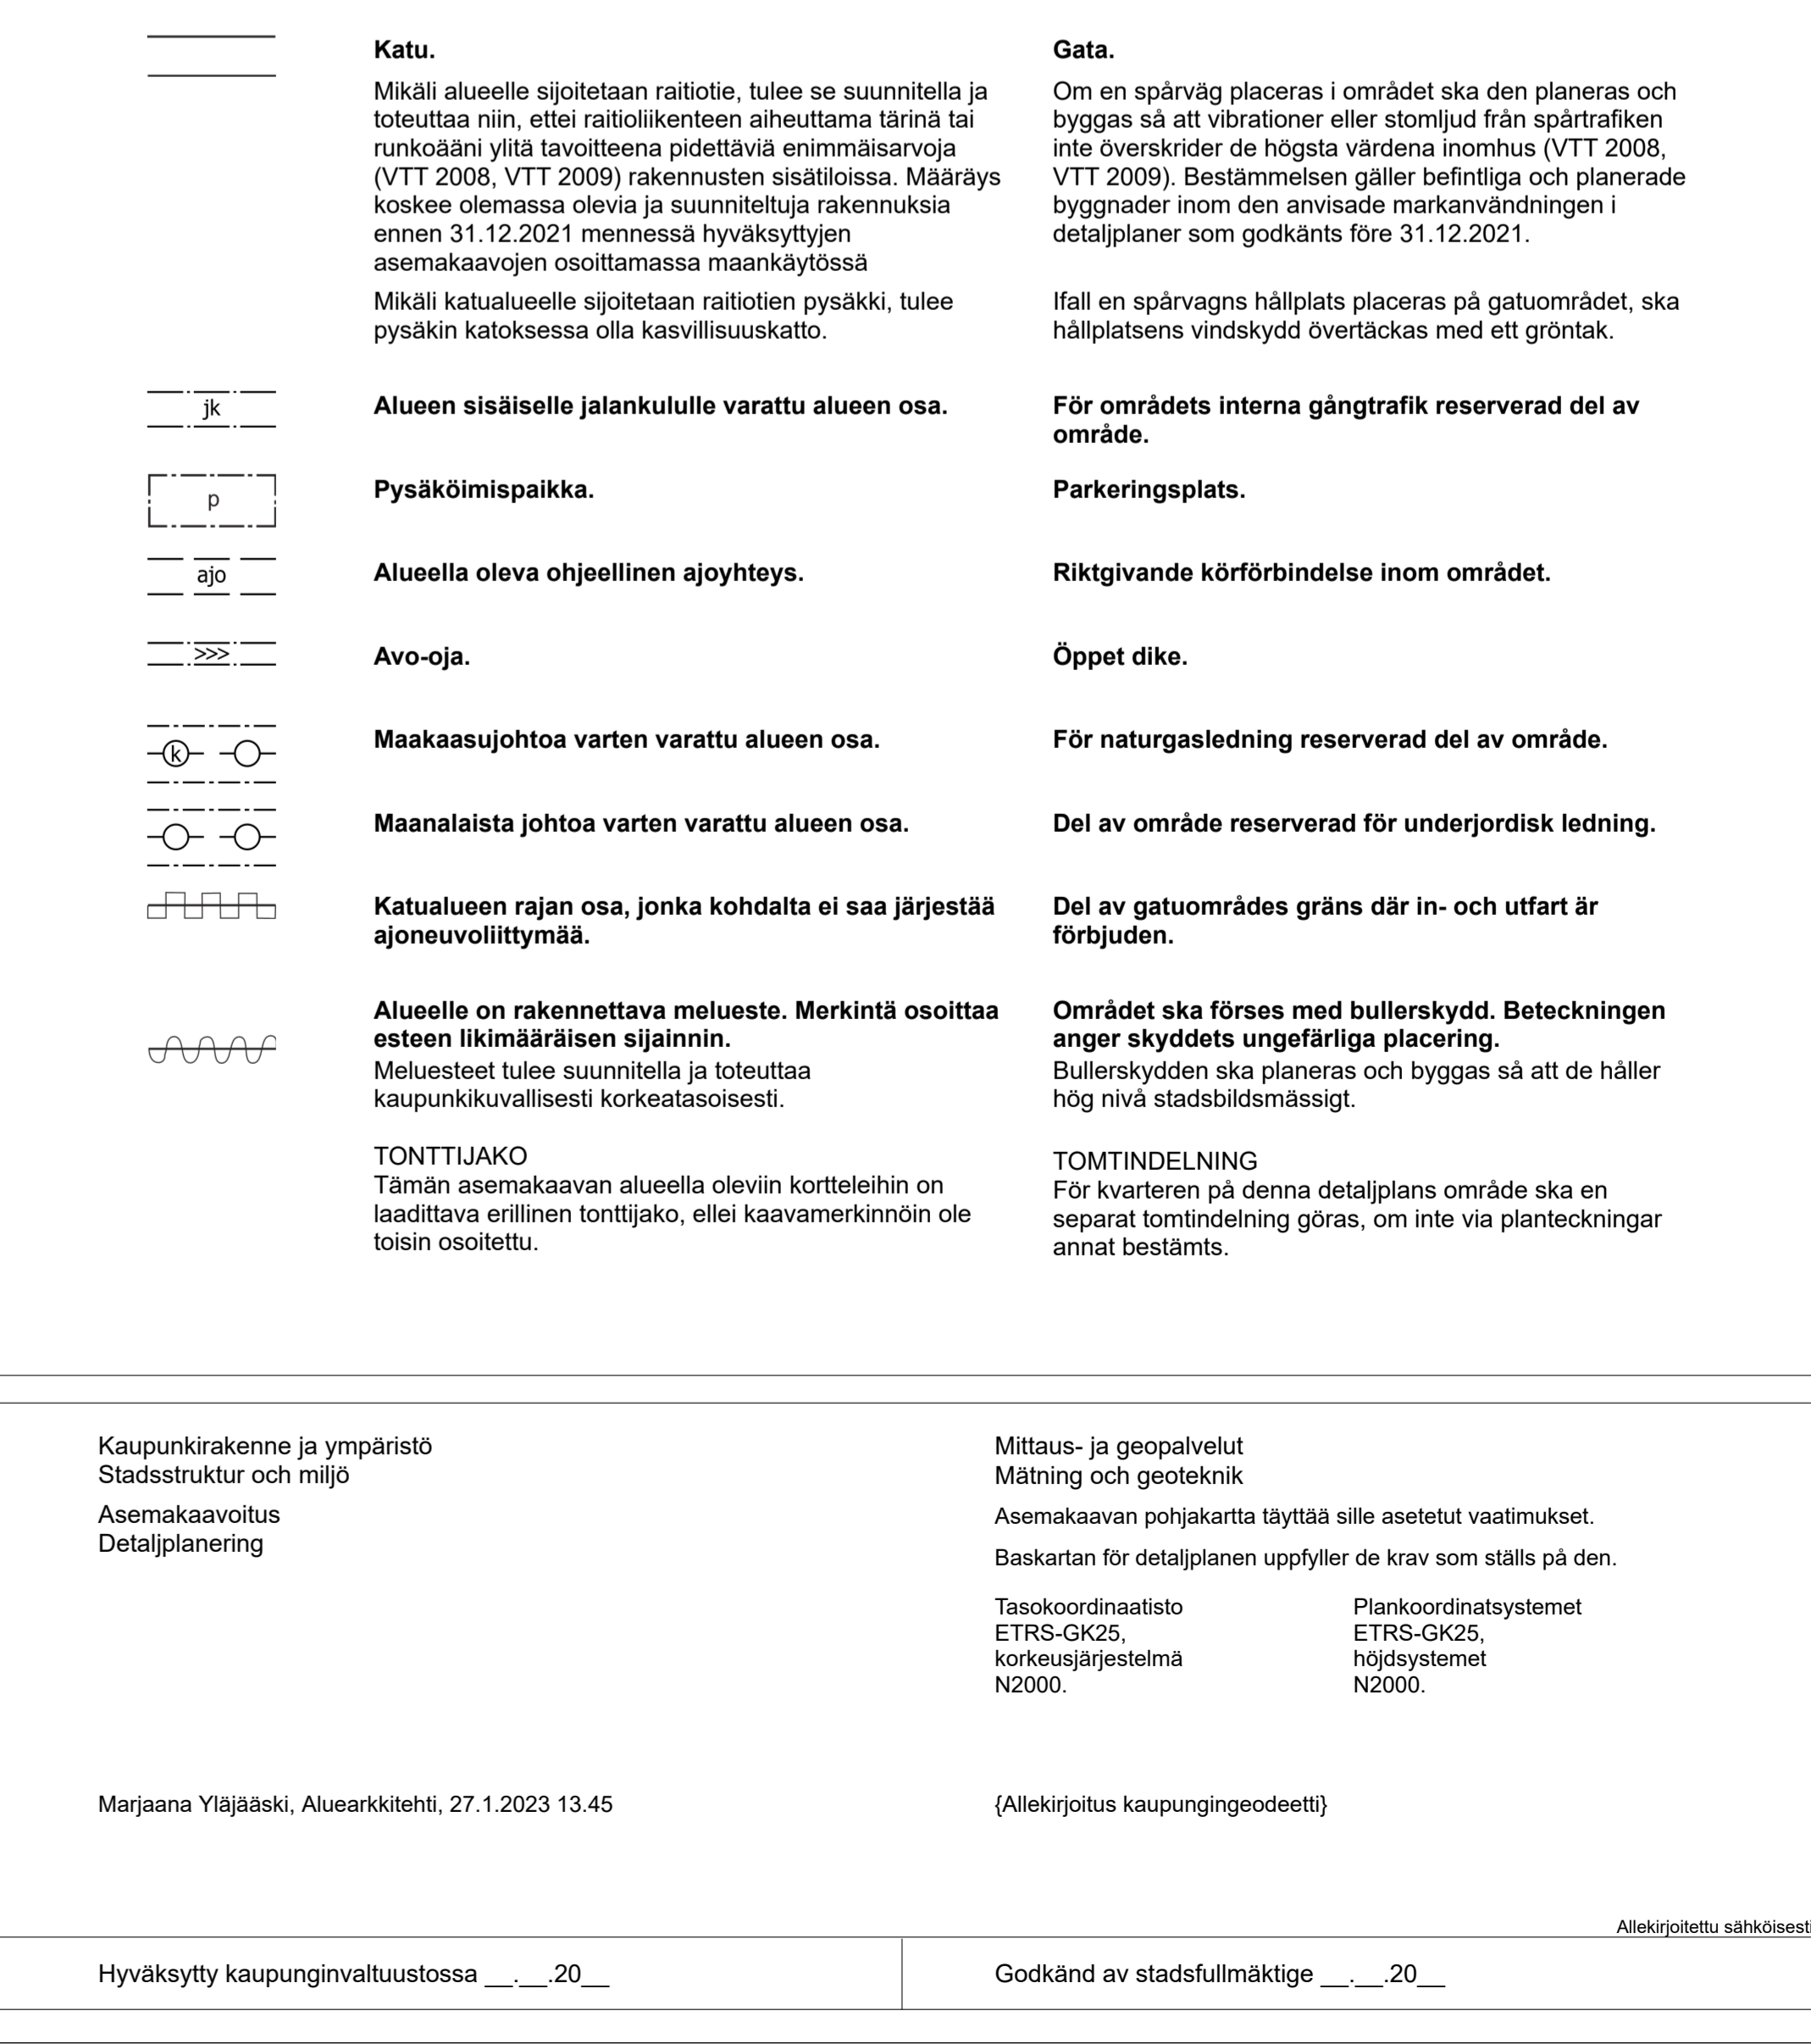 Katu.
Mikäli alueelle sijoitetaan raitiotie, tulee se suunnitella ja
toteuttaa niin, ettei raitioliikenteen aiheuttama tärinä tai
runkoääni ylitä tavoitteena pidettäviä enimmäisarvoja
(VTT 2008, VTT 2009) rakennusten sisätiloissa. Määräys
koskee olemassa olevia ja suunniteltuja rakennuksia
ennen 31.12.2021 mennessä hyväksyttyjen
asemakaavojen osoittamassa maankäytössä
Mikäli katualueelle sijoitetaan raitiotien pysäkki, tulee
pysäkin katoksessa olla kasvillisuuskatto.
Gata.
Om en spårväg placeras i området ska den planeras och
byggas så att vibrationer eller stomljud från spårtrafiken
inte överskrider de högsta värdena inomhus (VTT 2008,
VTT 2009). Bestämmelsen gäller befintliga och planerade
byggnader inom den anvisade markanvändningen i
detaljplaner som godkänts före 31.12.2021.
Ifall en spårvagns hållplats placeras på gatuområdet, ska
hållplatsens vindskydd övertäckas med ett gröntak.
jk
Alueen sisäiselle jalankululle varattu alueen osa.
För områdets interna gångtrafik reserverad del av
område.
p
Pysäköimispaikka.
Parkeringsplats.
ajo
Alueella oleva ohjeellinen ajoyhteys.
Riktgivande körförbindelse inom området.
>>>
Avo-oja.
Öppet dike.
k
Maakaasujohtoa varten varattu alueen osa.
För naturgasledning reserverad del av område.
Maanalaista johtoa varten varattu alueen osa.
Del av område reserverad för underjordisk ledning.
Katualueen rajan osa, jonka kohdalta ei saa järjestää
ajoneuvoliittymää.
Del av gatuområdes gräns där in- och utfart är
förbjuden.
Alueelle on rakennettava melueste. Merkintä osoittaa
esteen likimääräisen sijainnin.
Meluesteet tulee suunnitella ja toteuttaa
kaupunkikuvallisesti korkeatasoisesti.
Området ska förses med bullerskydd. Beteckningen
anger skyddets ungefärliga placering.
Bullerskydden ska planeras och byggas så att de håller
hög nivå stadsbildsmässigt.
TONTTIJAKO
Tämän asemakaavan alueella oleviin kortteleihin on
laadittava erillinen tonttijako, ellei kaavamerkinnöin ole
toisin osoitettu.
TOMTINDELNING
För kvarteren på denna detaljplans område ska en
separat tomtindelning göras, om inte via planteckningar
annat bestämts.
Kaupunkirakenne ja ympäristö
Stadsstruktur och miljö
Asemakaavoitus
Detaljplanering
Mittaus- ja geopalvelut
Mätning och geoteknik
Asemakaavan pohjakartta täyttää sille asetetut vaatimukset.
Baskartan för detaljplanen uppfyller de krav som ställs på den.
Tasokoordinaatisto
ETRS-GK25,
korkeusjärjestelmä
N2000.
Plankoordinatsystemet
ETRS-GK25,
höjdsystemet
N2000.
Marjaana Yläjääski, Aluearkkitehti, 27.1.2023 13.45
{Allekirjoitus kaupungingeodeetti}
Allekirjoitettu sähköisesti
Hyväksytty kaupunginvaltuustossa __.__.20__
Godkänd av stadsfullmäktige __.__.20__